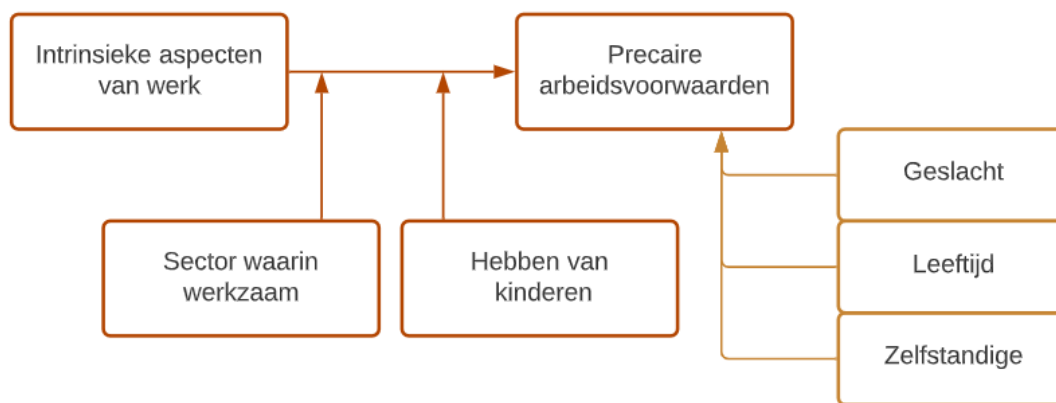 Intrinsieke aspecten
van werk
Precaire
arbeidsvoorwaarden
Geslacht
Sector waarin
werkzaam
Hebben van
kinderen
Leeftijd
Zelfstandige